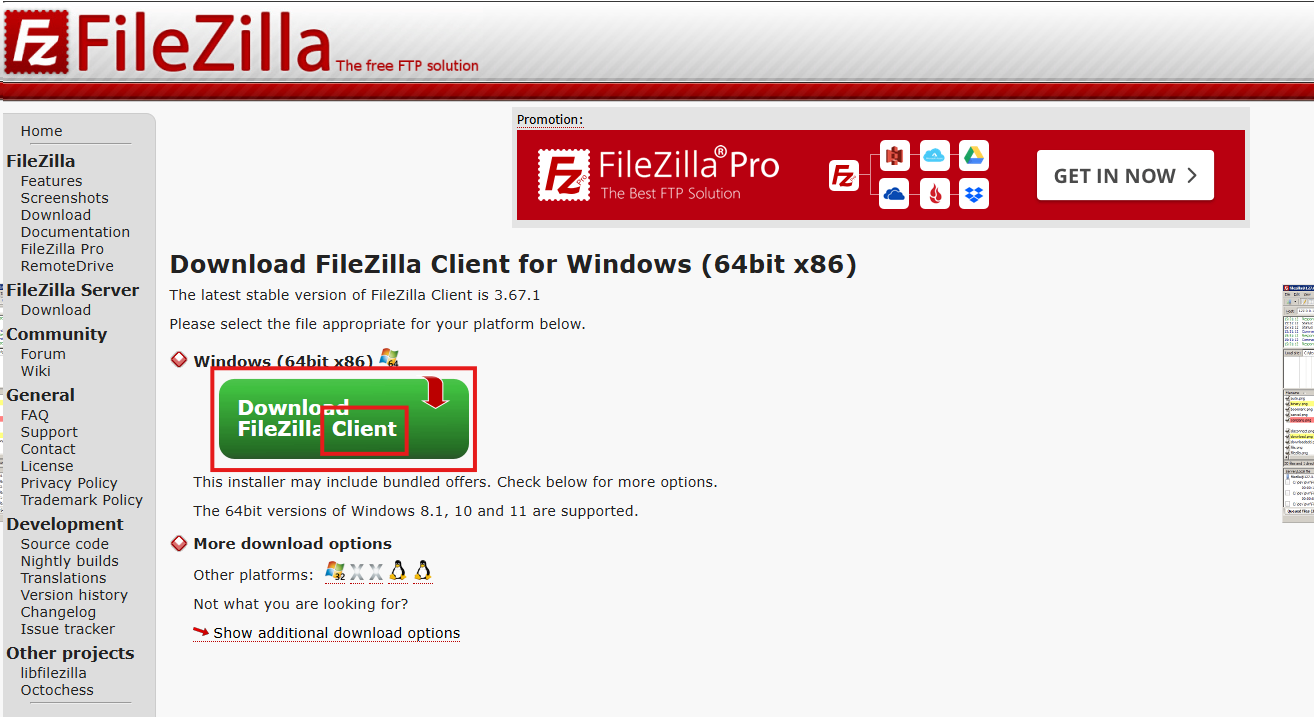 FileZilla The free FTP solution
Home
FileZilla
Features
Screenshots
Download
Documentation
FileZilla Pro
RemoteDrive
FileZilla Server
Download
Community
Forum
Wiki
General
FAQ
Support
Contact
License
Privacy Policy
Trademark Policy
Development
Source code
Nightly builds
Translations
Version history
Changelog
Issue tracker
Other projects
libfilezilla
Octochess
Promotion:
FileZilla® Pro
The Best FTP Solution
GET IN NOW
Download FileZilla Client for Windows (64bit x86)
The latest stable version of FileZilla Client is 3.67.1
Please select the file appropriate for your platform below.
Windows (64bit x86) 64
Download
FileZilla Client
This installer may include bundled offers. Check below for more options.
The 64bit versions of Windows 8.1, 10 and 11 are supported.
More download options
Other platforms: 32
Not what you are looking for?
Show additional download options